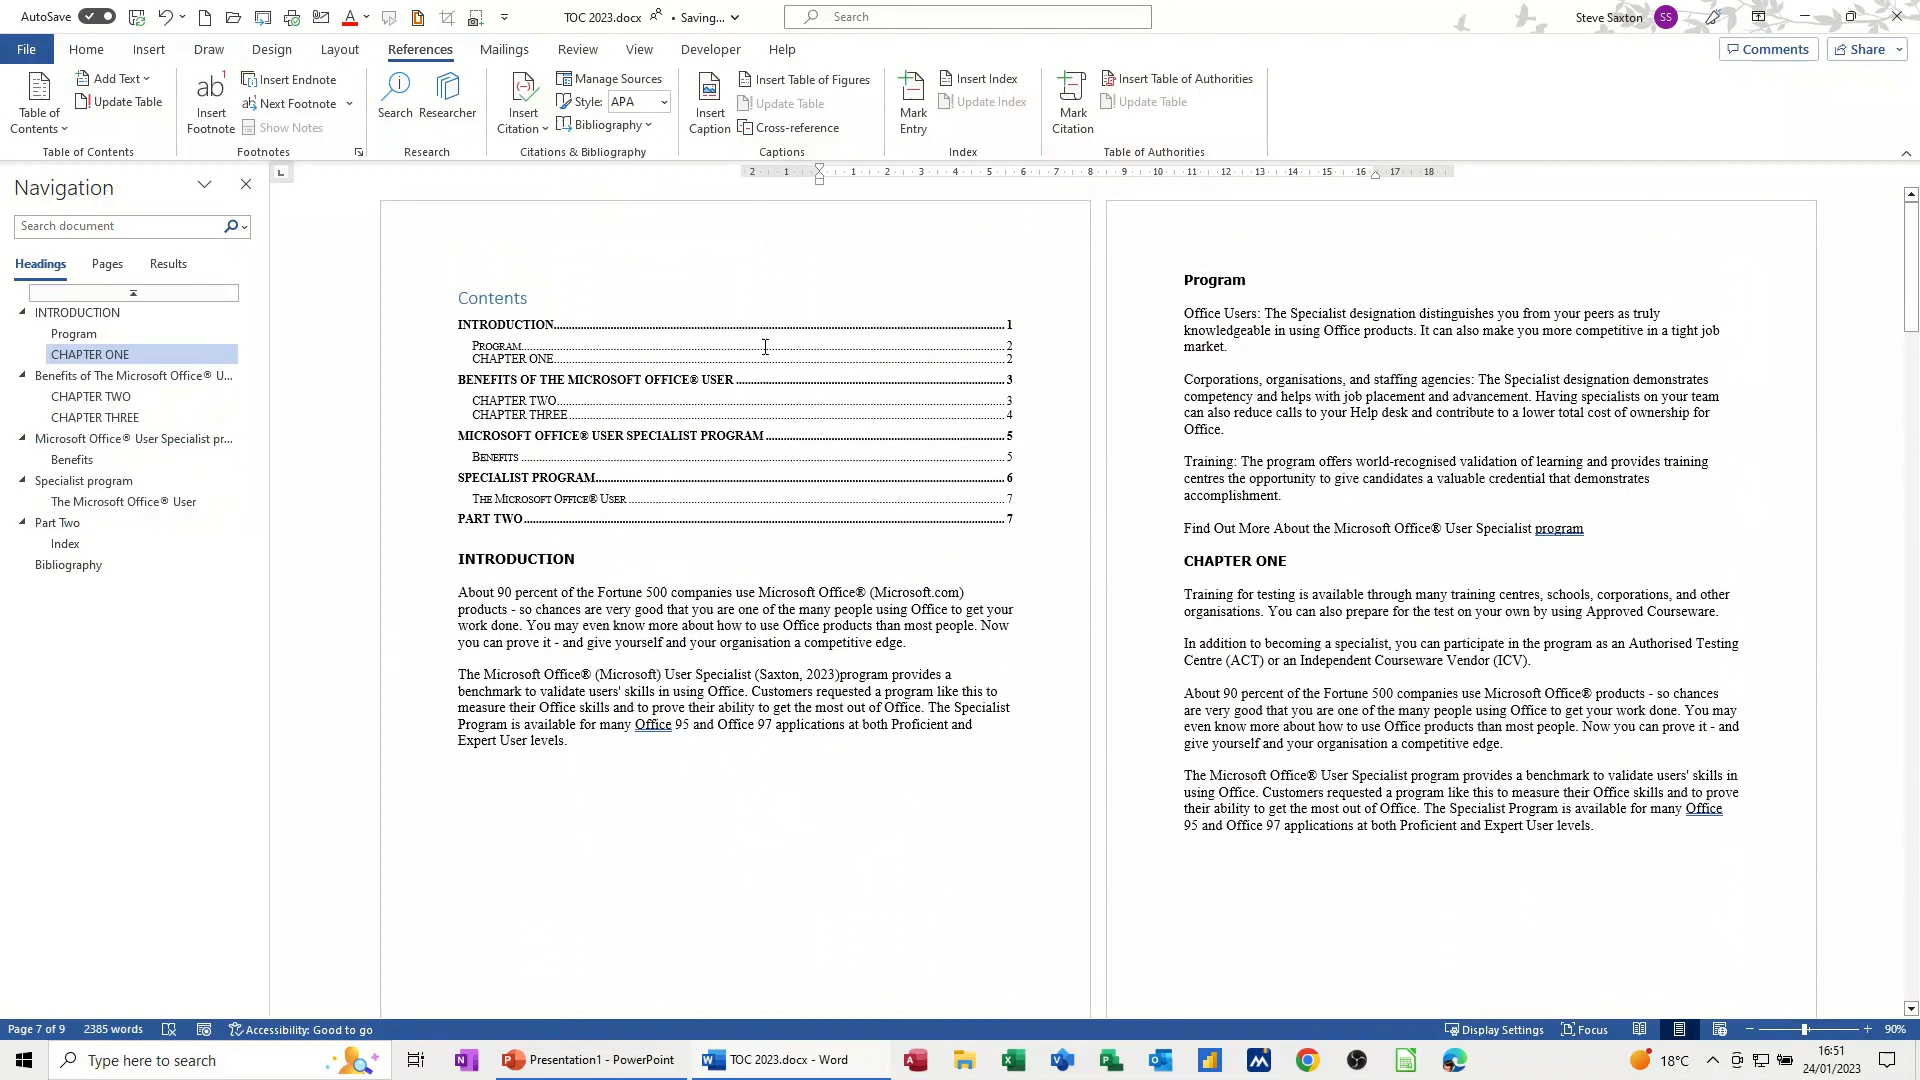 AutoSave TOC 2023.docx • Saving... Search Steve Saxton SS
File Home Insert Draw Design Layout References Mailings Review View Developer Help Comments Share
Table of Contents
Add Text
Update Table
Table of Contents
ab Insert Footnote
Insert Endnote
Next Footnote
Show Notes
Footnotes
Search
Researcher
Research
Insert Citation
Manage Sources
Style: APA
Bibliography
Citations & Bibliography
Insert Caption
Insert Table of Figures
Update Table
Cross-reference
Captions
Mark Entry
Insert Index
Update Index
Index
Mark Citation
Insert Table of Authorities
Update Table
Table of Authorities
2 1 1 2 3 4 5 6 7 8 9 10 11 12 13 14 15 16 17 18
Navigation
Search document
Headings Pages Results
INTRODUCTION
Program
CHAPTER ONE
Benefits of The Microsoft Office® U...
CHAPTER TWO
CHAPTER THREE
Microsoft Office® User Specialist pr...
Benefits
Specialist program
The Microsoft Office® User
Part Two
Index
Bibliography
Contents
INTRODUCTION 1
PROGRAM 2
CHAPTER ONE 2
BENEFITS OF THE MICROSOFT OFFICE® USER 3
CHAPTER TWO 3
CHAPTER THREE 4
MICROSOFT OFFICE® USER SPECIALIST PROGRAM 5
BENEFITS 5
SPECIALIST PROGRAM 6
THE MICROSOFT OFFICE® USER 7
PART TWO 7
INTRODUCTION
About 90 percent of the Fortune 500 companies use Microsoft Office® (Microsoft.com)
products - so chances are very good that you are one of the many people using Office to get your
work done. You may even know more about how to use Office products than most people. Now
you can prove it - and give yourself and your organisation a competitive edge.
The Microsoft Office® (Microsoft) User Specialist (Saxton, 2023)program provides a
benchmark to validate users' skills in using Office. Customers requested a program like this to
measure their Office skills and to prove their ability to get the most out of Office. The Specialist
Program is available for many Office 95 and Office 97 applications at both Proficient and
Expert User levels.
Program
Office Users: The Specialist designation distinguishes you from your peers as truly
knowledgeable in using Office products. It can also make you more competitive in a tight job
market.
Corporations, organisations, and staffing agencies: The Specialist designation demonstrates
competency and helps with job placement and advancement. Having specialists on your team
can also reduce calls to your Help desk and contribute to a lower total cost of ownership for
Office.
Training: The program offers world-recognised validation of learning and provides training
centres the opportunity to give candidates a valuable credential that demonstrates
accomplishment.
Find Out More About the Microsoft Office® User Specialist program
CHAPTER ONE
Training for testing is available through many training centres, schools, corporations, and other
organisations. You can also prepare for the test on your own by using Approved Courseware.
In addition to becoming a specialist, you can participate in the program as an Authorised Testing
Centre (ACT) or an Independent Courseware Vendor (ICV).
About 90 percent of the Fortune 500 companies use Microsoft Office® products - so chances
are very good that you are one of the many people using Office to get your work done. You may
even know more about how to use Office products than most people. Now you can prove it - and
give yourself and your organisation a competitive edge.
The Microsoft Office® User Specialist program provides a benchmark to validate users' skills in
using Office. Customers requested a program like this to measure their Office skills and to prove
their ability to get the most out of Office. The Specialist Program is available for many Office
95 and Office 97 applications at both Proficient and Expert User levels.
Page 7 of 9 2385 words Accessibility: Good to go Display Settings Focus 90%
Type here to search Presentation1 - PowerPoint TOC 2023.docx - Word 18°C 16:51
24/01/2023